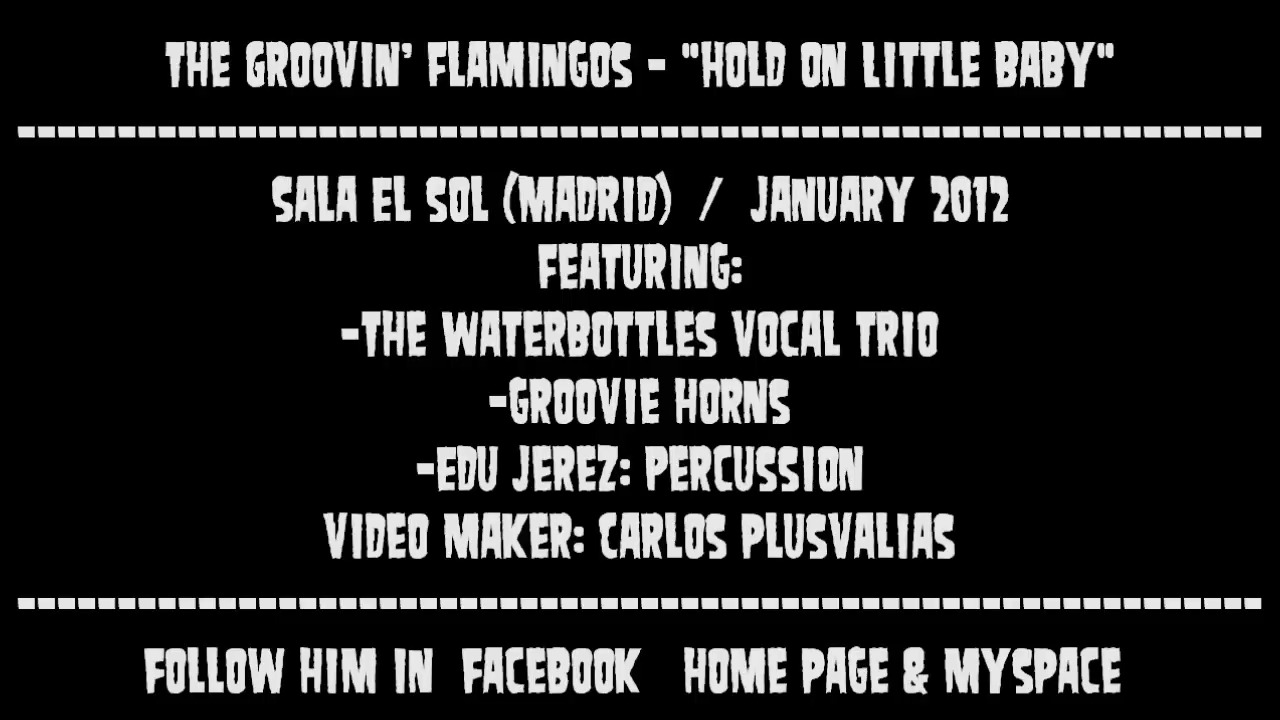 THE GROOVIN' FLAMINGOS - "HOLD ON LITTLE BABY"
--------------------------------------------------------------
SALA EL SOL (MADRID) / JANUARY 2012
FEATURING:
-THE WATERBOTTLES VOCAL TRIO
-GROOVIE HORNS
-EDU JEREZ: PERCUSSION
VIDEO MAKER: CARLOS PLUSVALIAS
--------------------------------------------------------------
FOLLOW HIM IN FACEBOOK HOME PAGE & MYSPACE